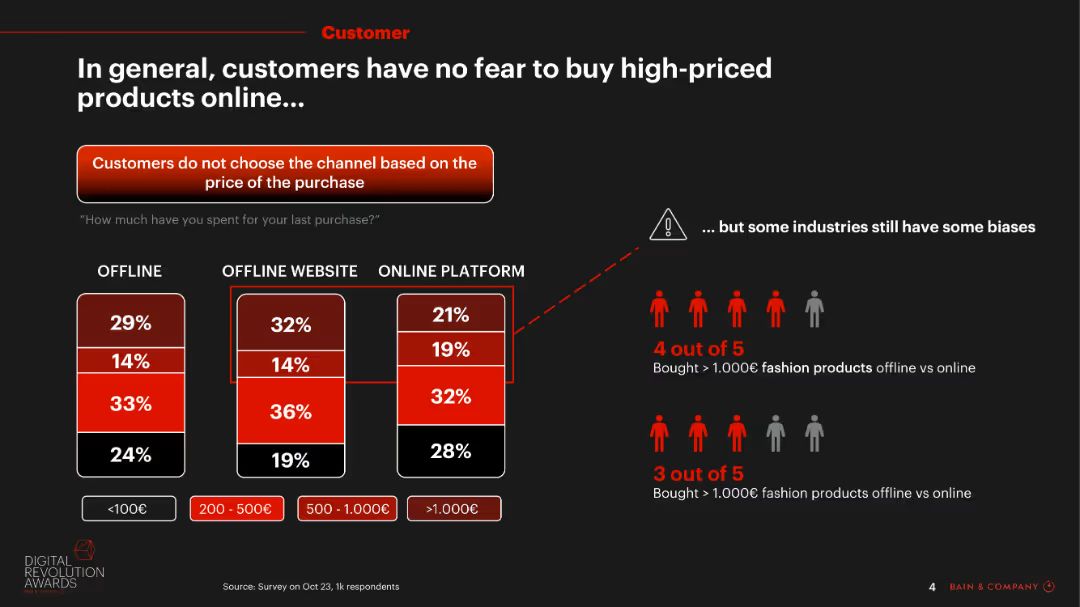 Customer
In general, customers have no fear to buy high-priced
products online...
Customers do not choose the channel based on the
price of the purchase
“How much have you spent for your last purchase?”
... but some industries still have some biases
OFFLINE
OFFLINE WEBSITE
ONLINE PLATFORM
29%
14%
33%
24%
32%
14%
36%
19%
21%
19%
32%
28%
<100€
200 - 500€
500 - 1.000€
>1.000€
4 out of 5
Bought > 1.000€ fashion products offline vs online
3 out of 5
Bought > 1.000€ fashion products offline vs online
DIGITAL
REVOLUTION
AWARDS
Source: Survey on Oct 23, 1k respondents
4
BAIN & COMPANY